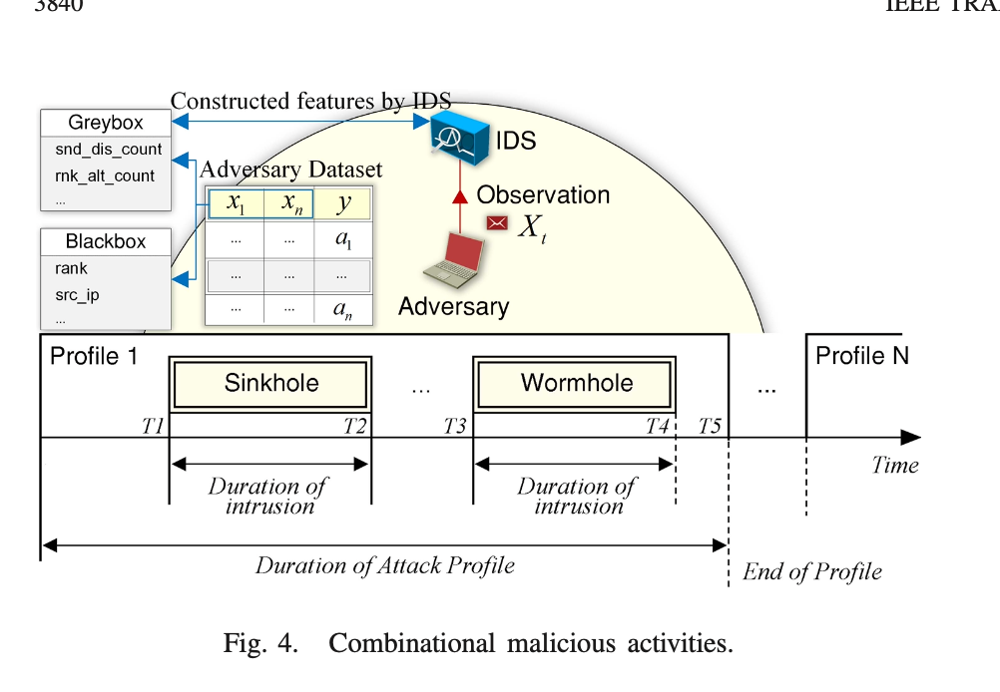 3840
IEEE TRA
Constructed features by IDS
Greybox
snd_dis_count
rnk_alt_count
...
IDS
Adversary Dataset
x1 xn y
... ... a1
... ... ...
... ... an
Observation
Xt
Adversary
Blackbox
rank
src_ip
...
Profile 1
Sinkhole
...
Wormhole
...
Profile N
T1
T2
T3
T4
T5
Time
Duration of
intrusion
Duration of
intrusion
Duration of Attack Profile
End of Profile
Fig. 4. Combinational malicious activities.